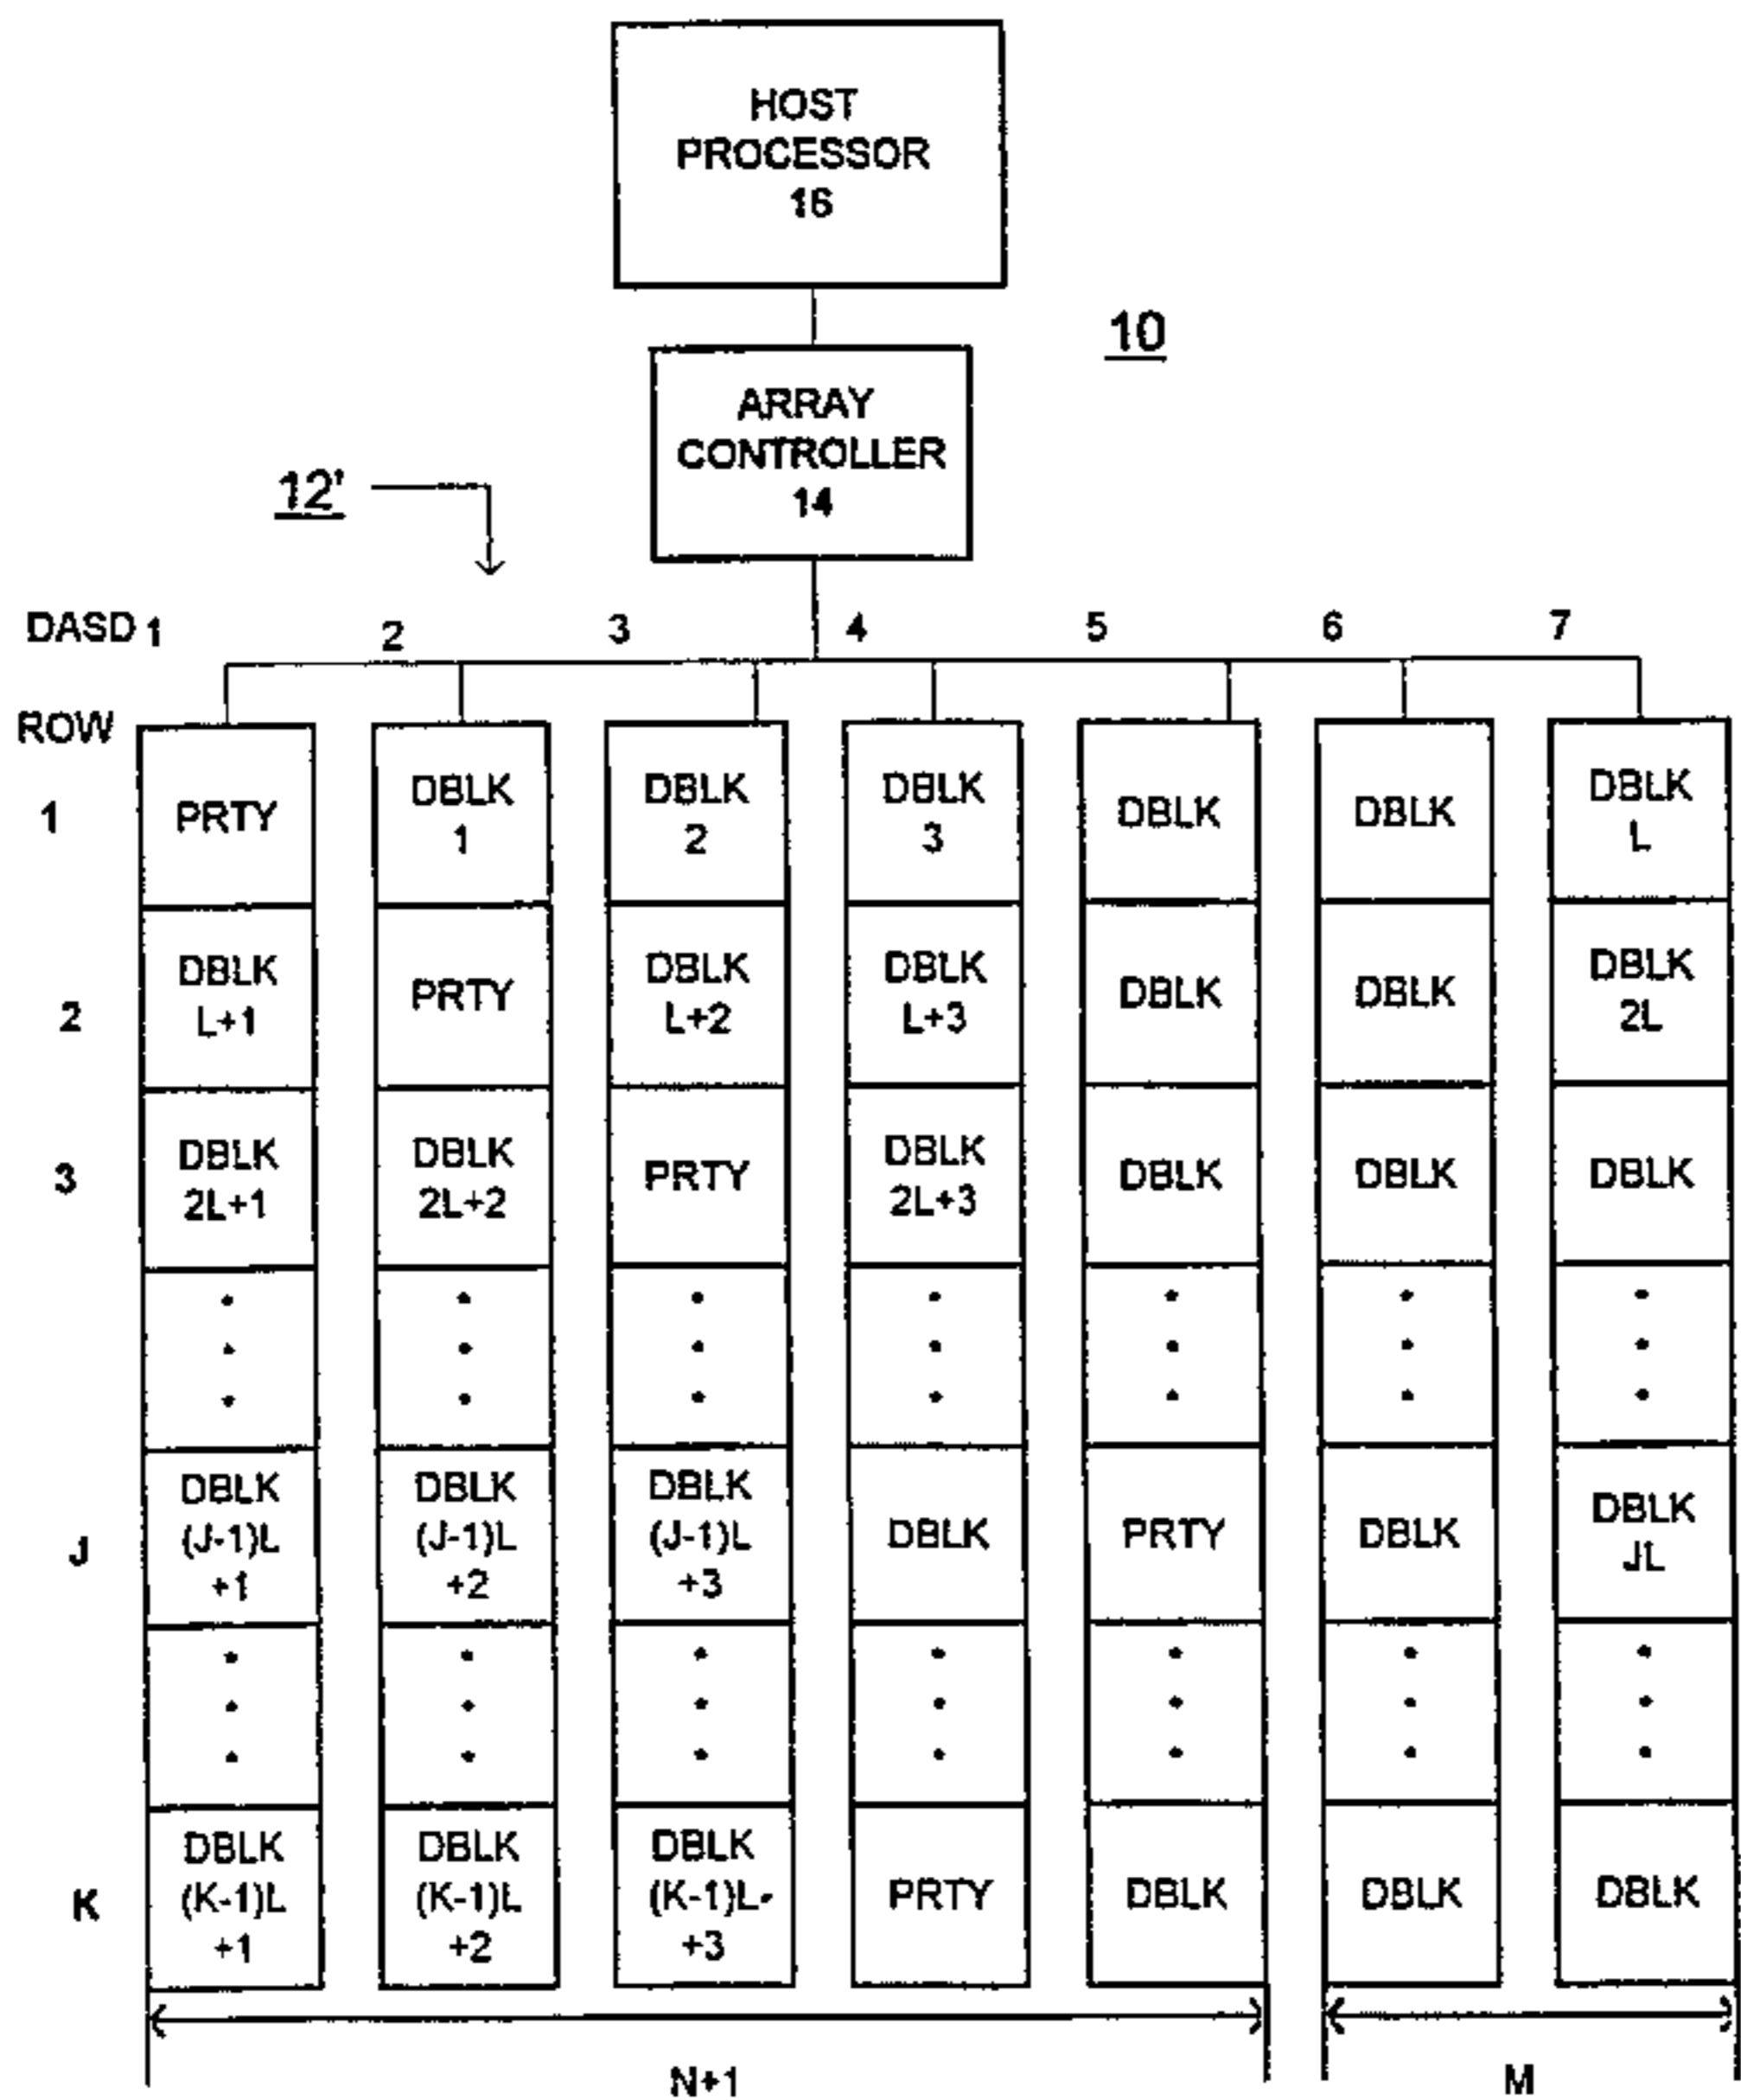 HOST
PROCESSOR
16
10
ARRAY
CONTROLLER
14
12'
DASD 1 2 3 4 5 6 7
ROW
1
PRTY
DBLK
1
DBLK
2
DBLK
3
DBLK
DBLK
DBLK
L
2
DBLK
L+1
PRTY
DBLK
L+2
DBLK
L+3
DBLK
DBLK
DBLK
2L
3
DBLK
2L+1
DBLK
2L+2
PRTY
DBLK
2L+3
DBLK
DBLK
DBLK
J
DBLK
(J-1)L
+1
DBLK
(J-1)L
+2
DBLK
(J-1)L
+3
DBLK
PRTY
DBLK
DBLK
JL
K
DBLK
(K-1)L
+1
DBLK
(K-1)L
+2
DBLK
(K-1)L-
+3
PRTY
DBLK
DBLK
DBLK
N+1
M